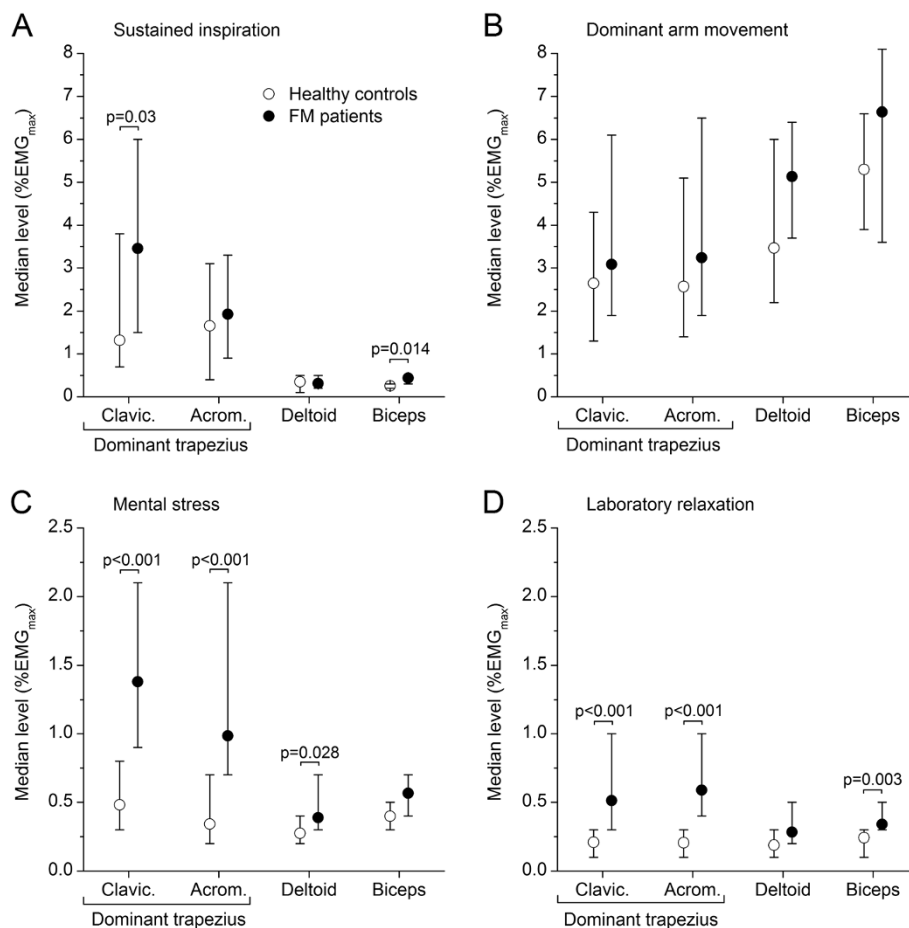 A Sustained inspiration
8
7
6
5
4
3
2
1
0
Median level (%EMGmax)
Healthy controls
FM patients
p=0.03
p=0.014
Clavic. Acrom. Deltoid Biceps
Dominant trapezius
B Dominant arm movement
8
7
6
5
4
3
2
1
0
Median level (%EMGmax)
Clavic. Acrom. Deltoid Biceps
Dominant trapezius
C Mental stress
2.5
2.0
1.5
1.0
0.5
0.0
Median level (%EMGmax)
p<0.001 p<0.001
p=0.028
Clavic. Acrom. Deltoid Biceps
Dominant trapezius
D Laboratory relaxation
2.5
2.0
1.5
1.0
0.5
0.0
Median level (%EMGmax)
p<0.001 p<0.001
p=0.003
Clavic. Acrom. Deltoid Biceps
Dominant trapezius